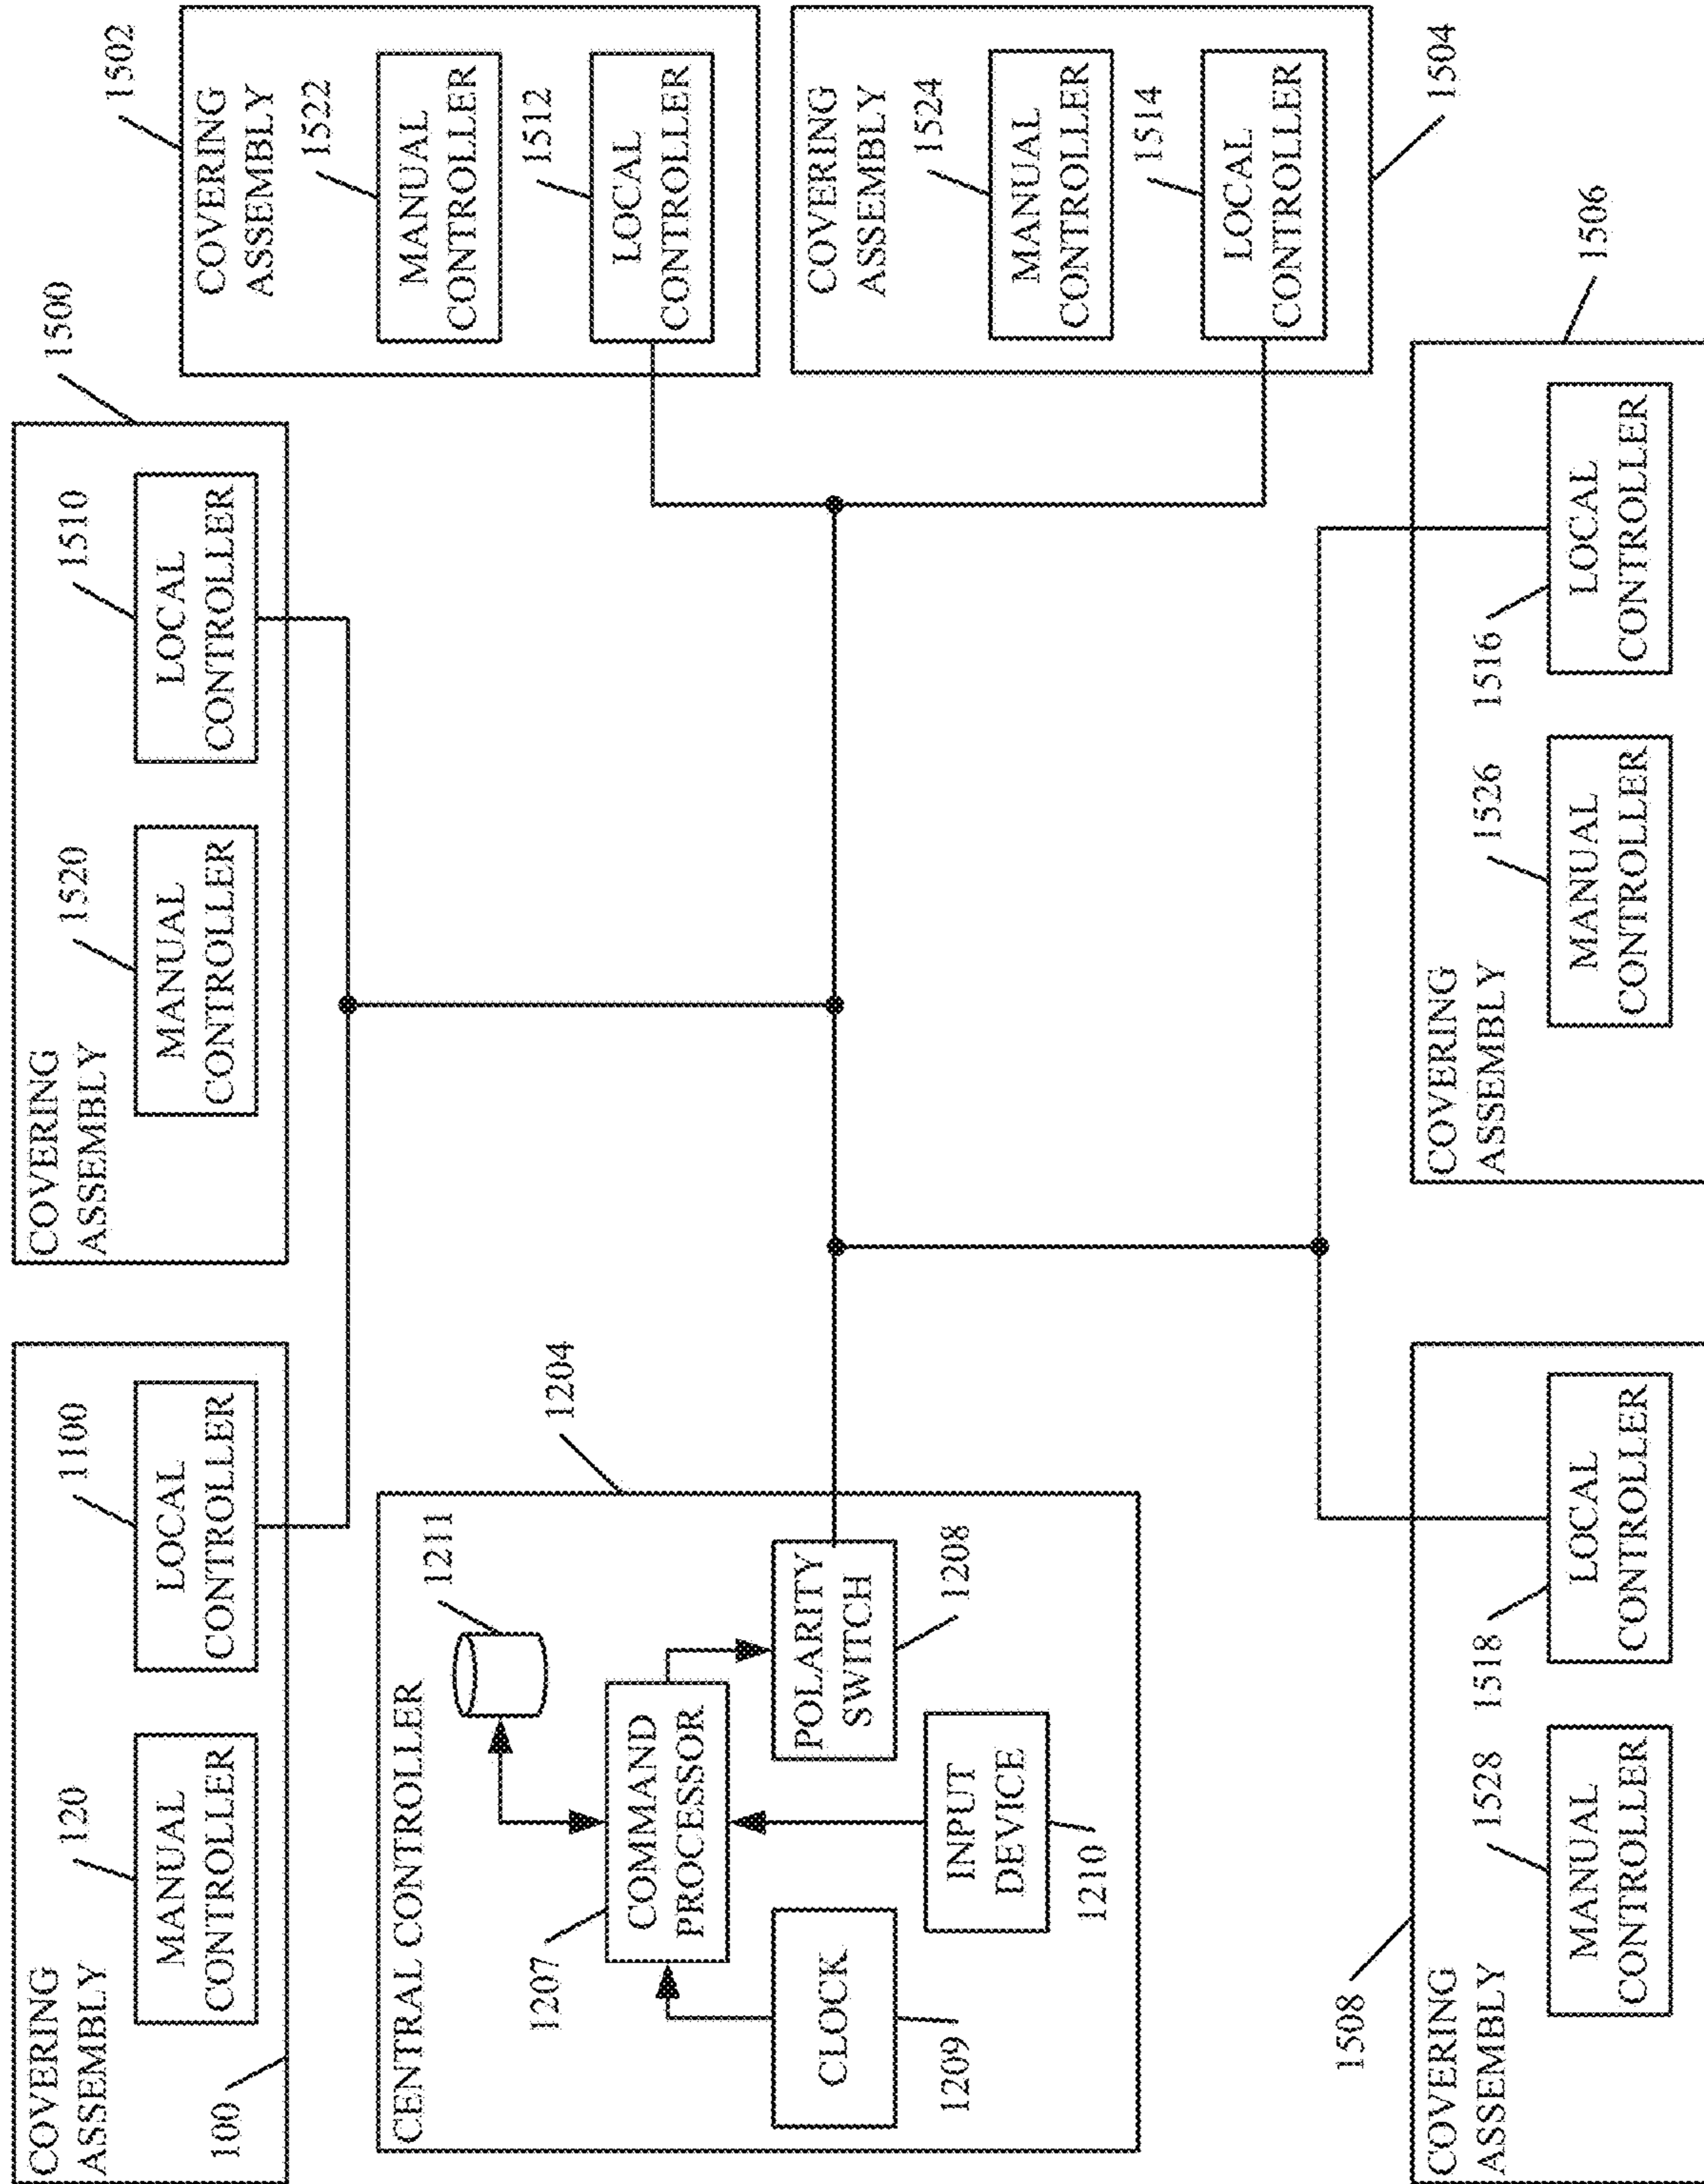 COVERING
ASSEMBLY
100
120
MANUAL
CONTROLLER
1100
LOCAL
CONTROLLER
COVERING
ASSEMBLY
1500
1520
MANUAL
CONTROLLER
1510
LOCAL
CONTROLLER
1502
COVERING
ASSEMBLY
1522
MANUAL
CONTROLLER
1512
LOCAL
CONTROLLER
CENTRAL CONTROLLER
1204
1211
1207
COMMAND
PROCESSOR
CLOCK
1209
INPUT
DEVICE
1210
POLARITY
SWITCH
1208
COVERING
ASSEMBLY
1524
MANUAL
CONTROLLER
1514
LOCAL
CONTROLLER
1504
1508
COVERING
ASSEMBLY
1528
MANUAL
CONTROLLER
1518
LOCAL
CONTROLLER
1506
COVERING
ASSEMBLY
1526
MANUAL
CONTROLLER
1516
LOCAL
CONTROLLER